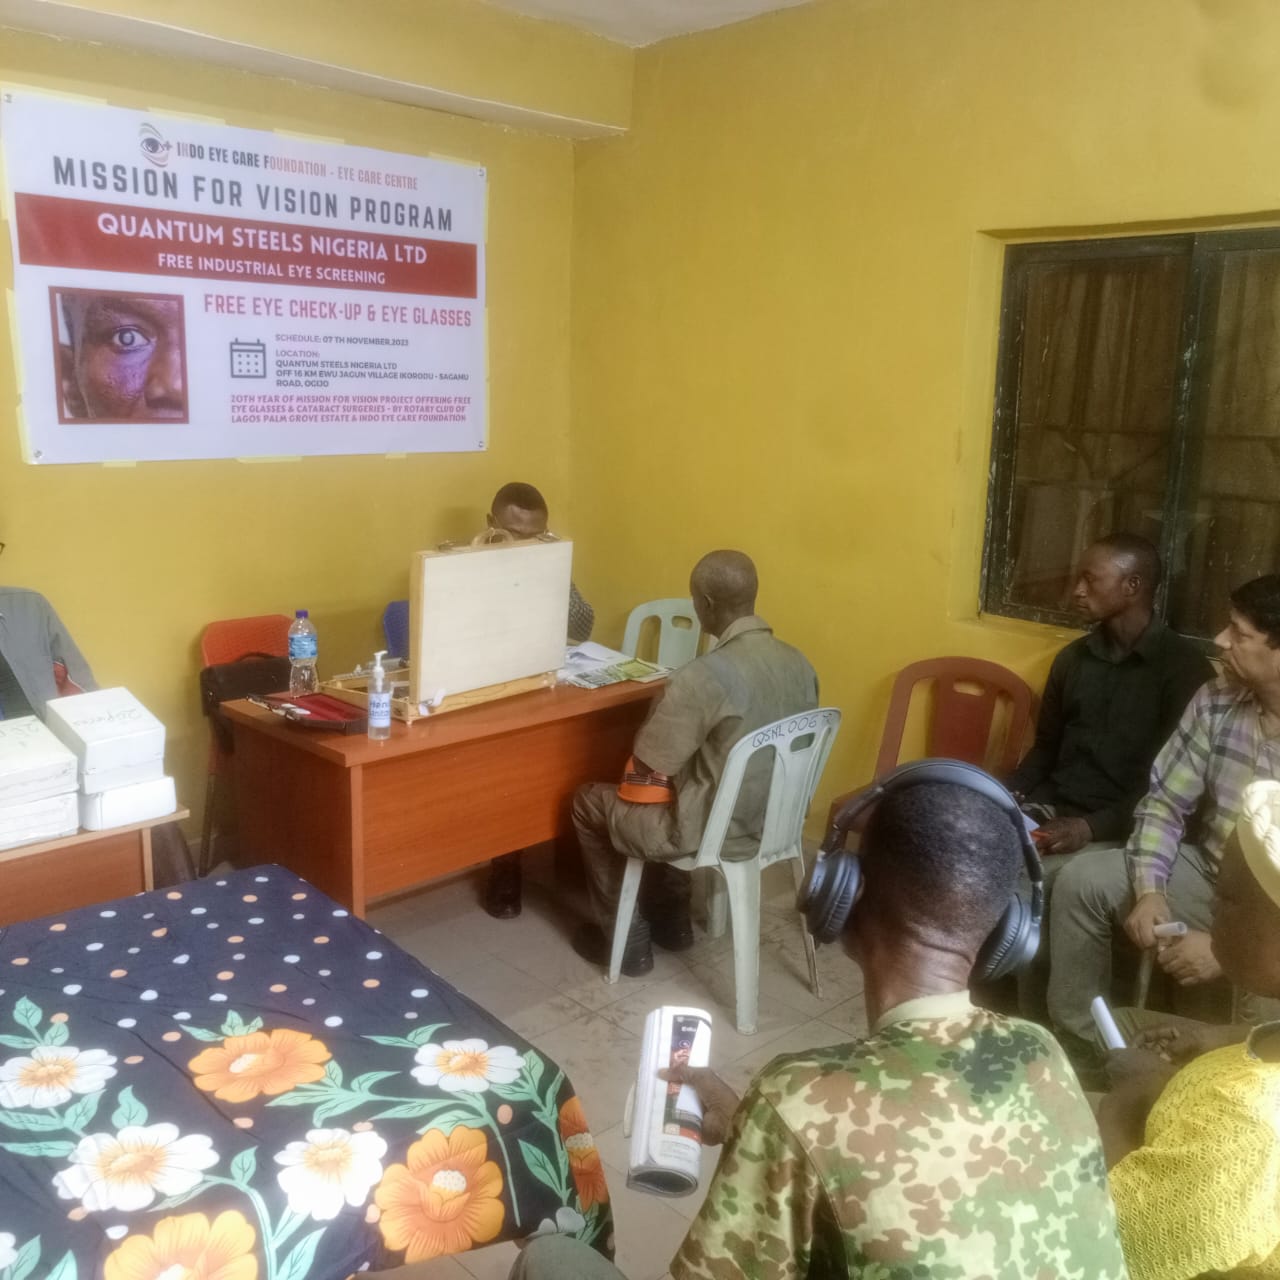 INDO EYE CARE FOUNDATION - EYE CARE CENTRE
MISSION FOR VISION PROGRAM
QUANTUM STEELS NIGERIA LTD
FREE INDUSTRIAL EYE SCREENING
FREE EYE CHECK-UP & EYE GLASSES
SCHEDULE: 07 TH NOVEMBER,2023
LOCATION:
QUANTUM STEELS NIGERIA LTD
OFF 16 KM EWU JAGUN VILLAGE IKORODU - SAGAMU
ROAD, OGIJO
20TH YEAR OF MISSION FOR VISION PROJECT OFFERING FREE
EYE GLASSES & CATARACT SURGERIES - BY ROTARY CLUB OF
LAGOS PALM GROVE ESTATE & INDO EYE CARE FOUNDATION
QSNL 006